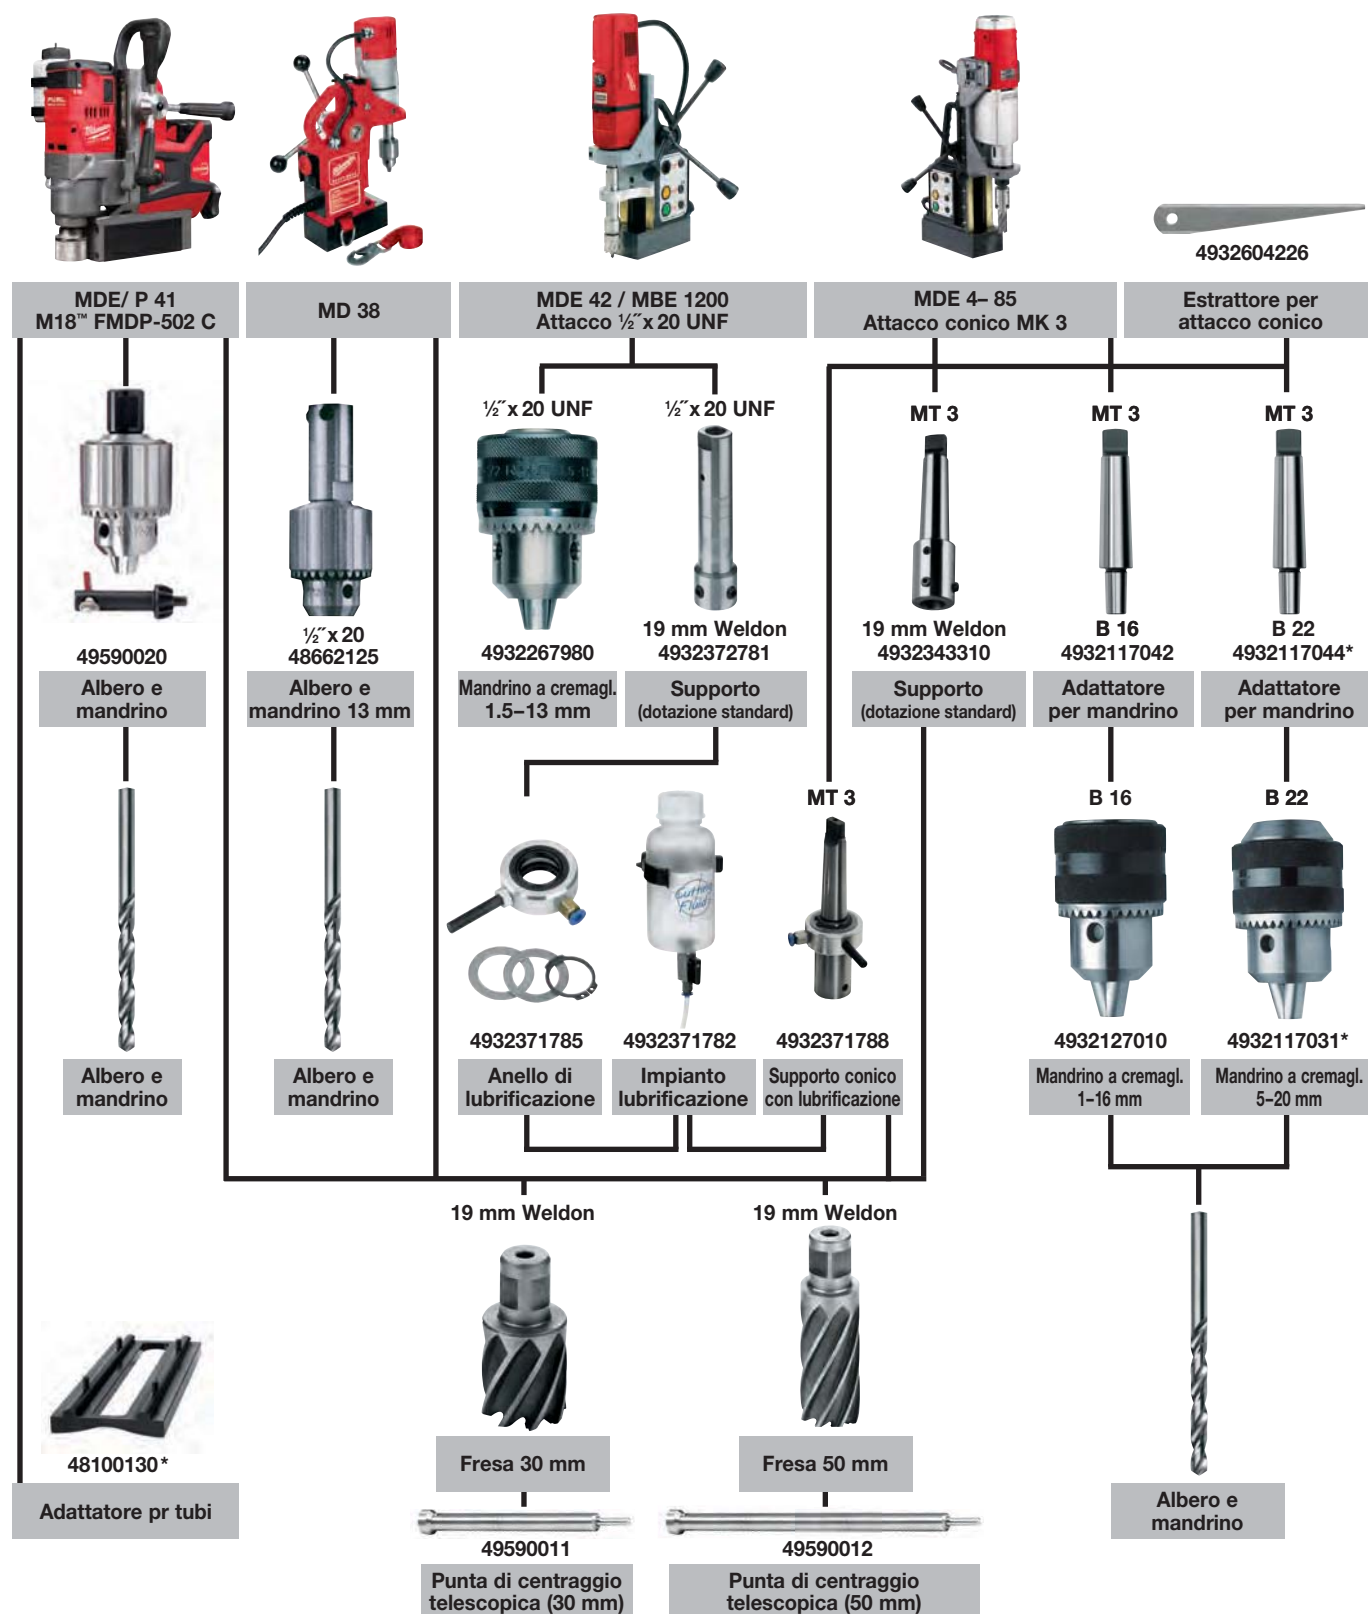 4932604226
MDE/ P 41
M18™ FMDP-502 C
MD 38
MDE 42 / MBE 1200
Attacco ½˝x 20 UNF
MDE 4– 85
Attacco conico MK 3
Estrattore per
attacco conico
½˝x 20 UNF
½˝x 20 UNF
MT 3
MT 3
MT 3
49590020
½˝x 20
48662125
4932267980
19 mm Weldon
4932372781
19 mm Weldon
4932343310
B 16
4932117042
B 22
4932117044*
Albero e
mandrino
Albero e
mandrino 13 mm
Mandrino a cremagl.
1.5–13 mm
Supporto
(dotazione standard)
Supporto
(dotazione standard)
Adattatore
per mandrino
Adattatore
per mandrino
MT 3
B 16
B 22
Cutting
Fluid
4932371785
4932371782
4932371788
4932127010
4932117031*
Albero e
mandrino
Albero e
mandrino
Anello di
lubrificazione
Impianto
lubrificazione
Supporto conico
con lubrificazione
Mandrino a cremagl.
1–16 mm
Mandrino a cremagl.
5–20 mm
19 mm Weldon
19 mm Weldon
48100130*
Adattatore pr tubi
Fresa 30 mm
Fresa 50 mm
Albero e
mandrino
49590011
49590012
Punta di centraggio
telescopica (30 mm)
Punta di centraggio
telescopica (50 mm)